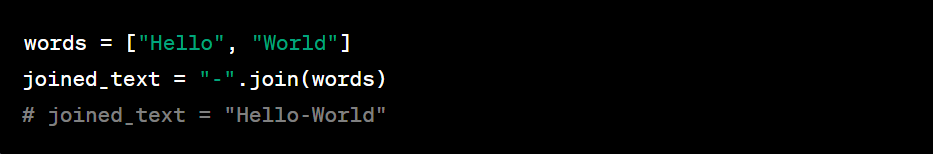 words = ["Hello", "World"]
joined_text = "-".join(words)
# joined_text = "Hello-World"